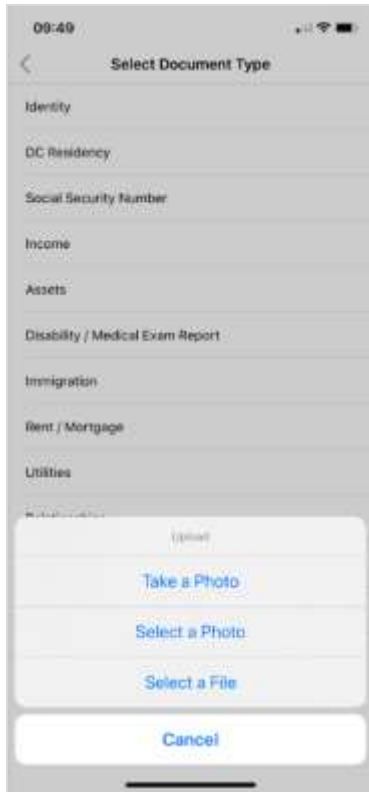 09:49
Select Document Type
Identity
DC Residency
Social Security Number
Income
Assets
Disability / Medical Exam Report
Immigration
Rent / Mortgage
Utilities
Relationships
Upload
Take a Photo
Select a Photo
Select a File
Cancel